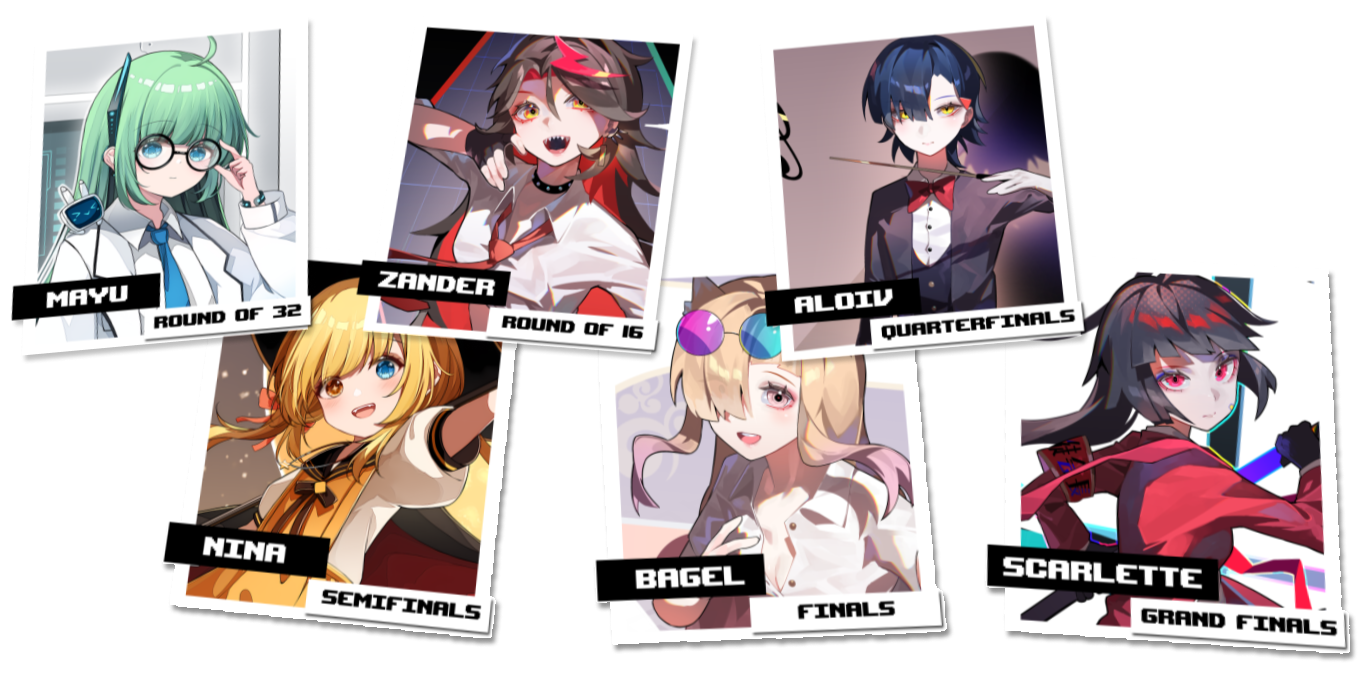 MAYU
ROUND OF 32
ZANDER
ROUND OF 16
ALOIV
QUARTERFINALS
NINA
SEMIFINALS
BAGEL
FINALS
SCARLETTE
GRAND FINALS